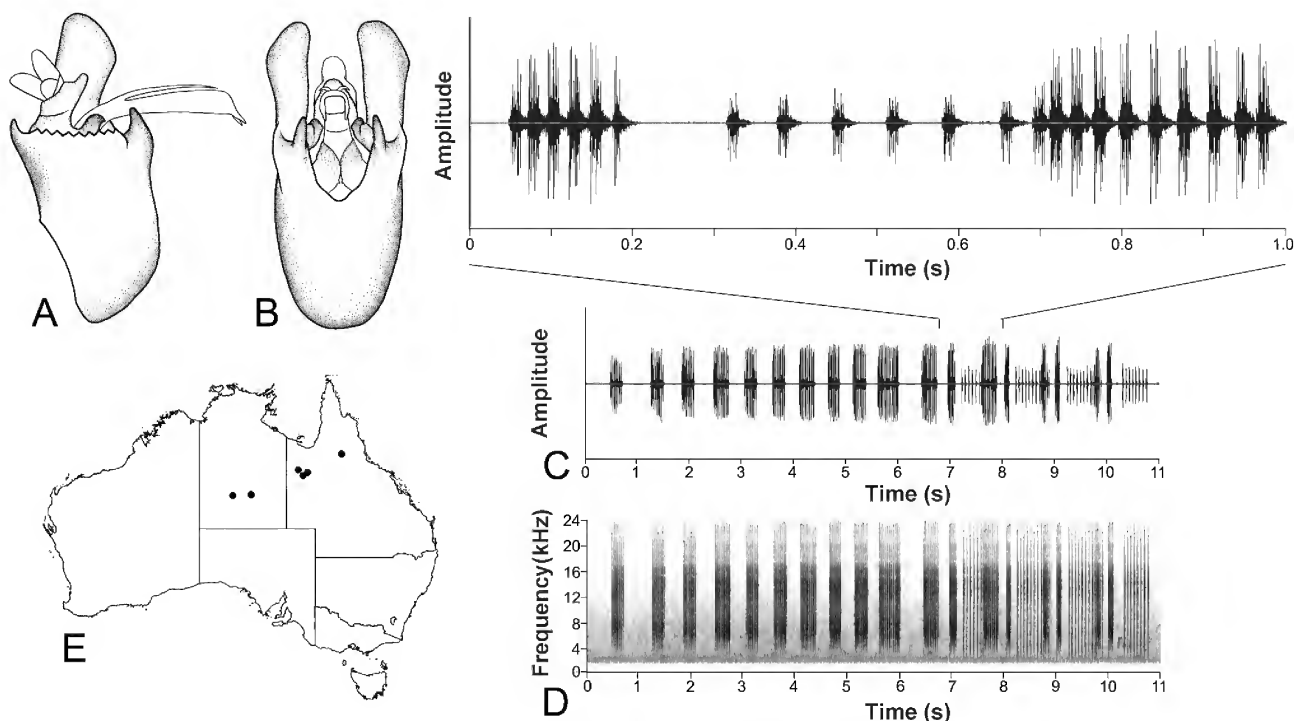 A
B
Amplitude
0 0.2 0.4 0.6 0.8 1.0
Time (s)
Amplitude
C
0 1 2 3 4 5 6 7 8 9 10 11
Time (s)
E
Frequency(kHz)
24
20
16
12
8
4
0
D
0 1 2 3 4 5 6 7 8 9 10 11
Time (s)